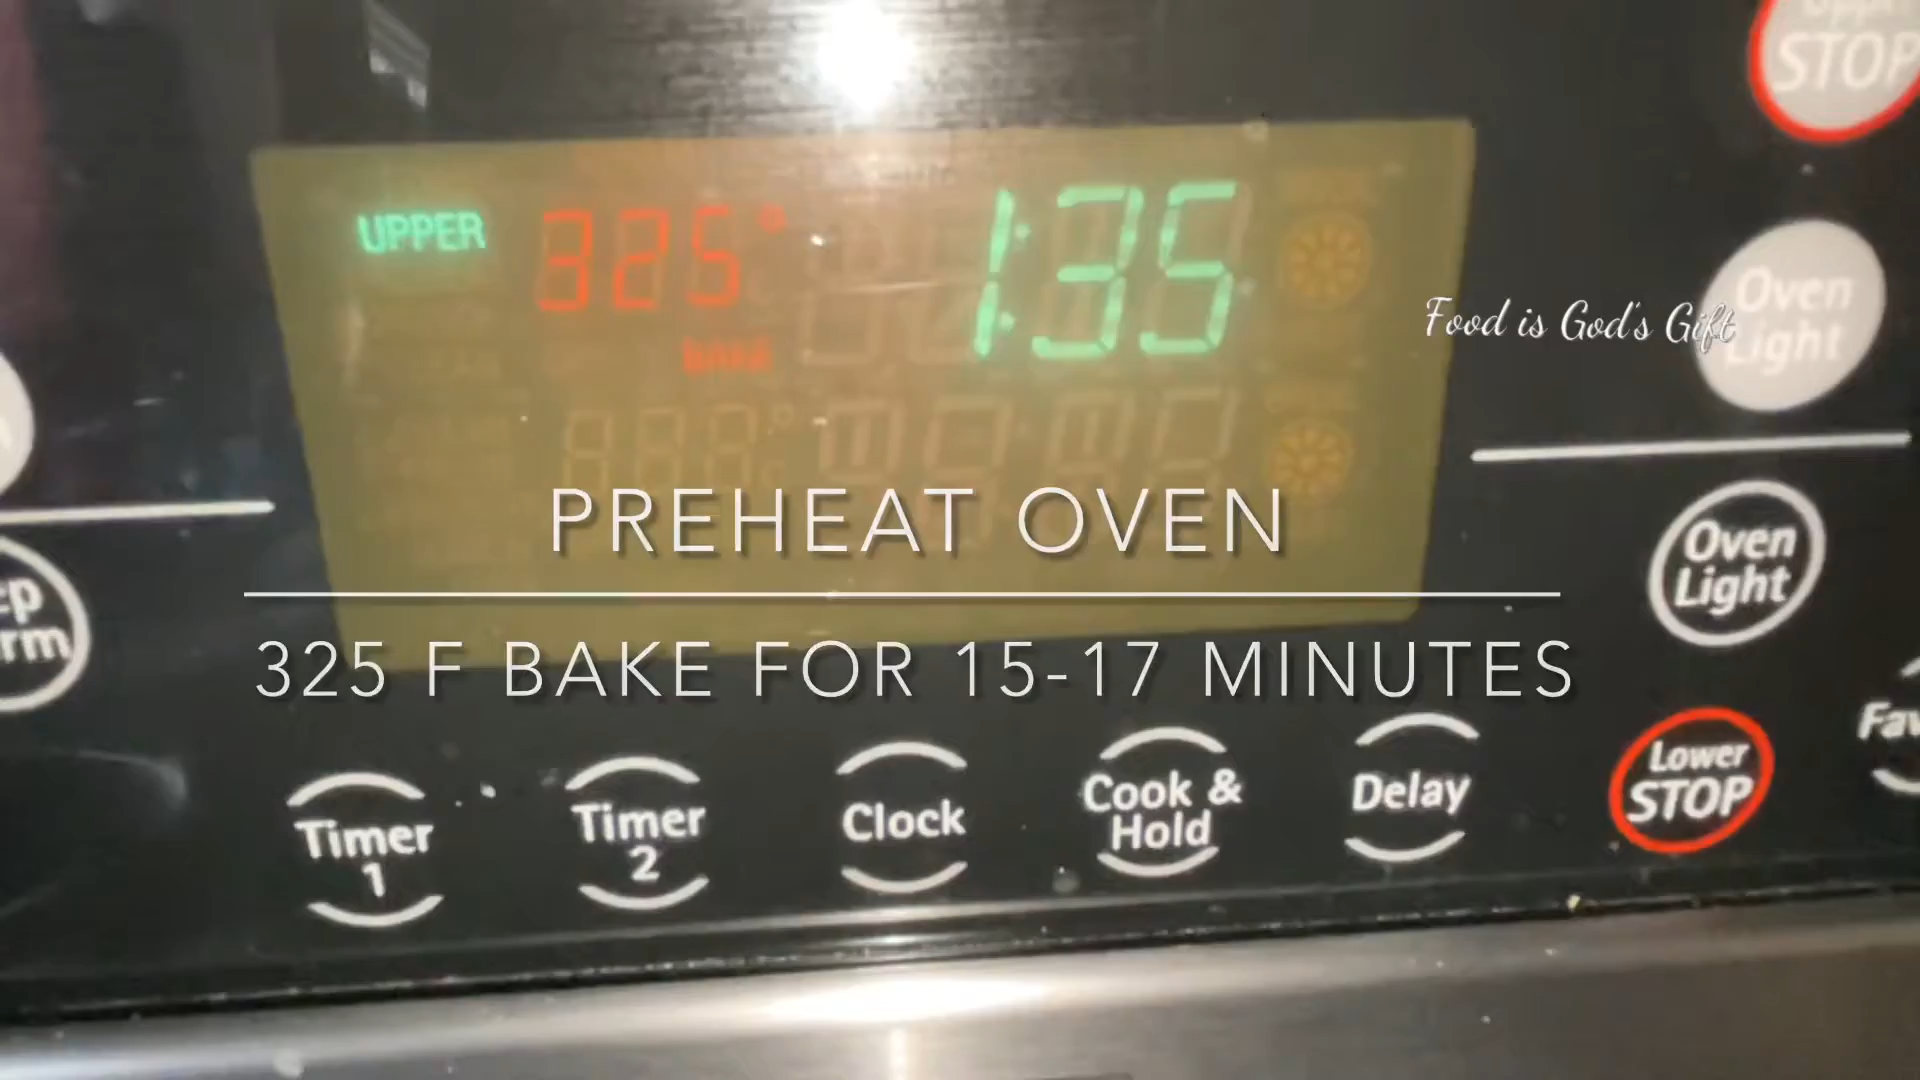 STOP
UPPER 325° 1:35
Oven
Light
Food is God's Gift
bake
PREHEAT OVEN
Oven
Light
325 F BAKE FOR 15-17 MINUTES
Lower
STOP
Timer
1
Timer
2
Clock
Cook &
Hold
Delay